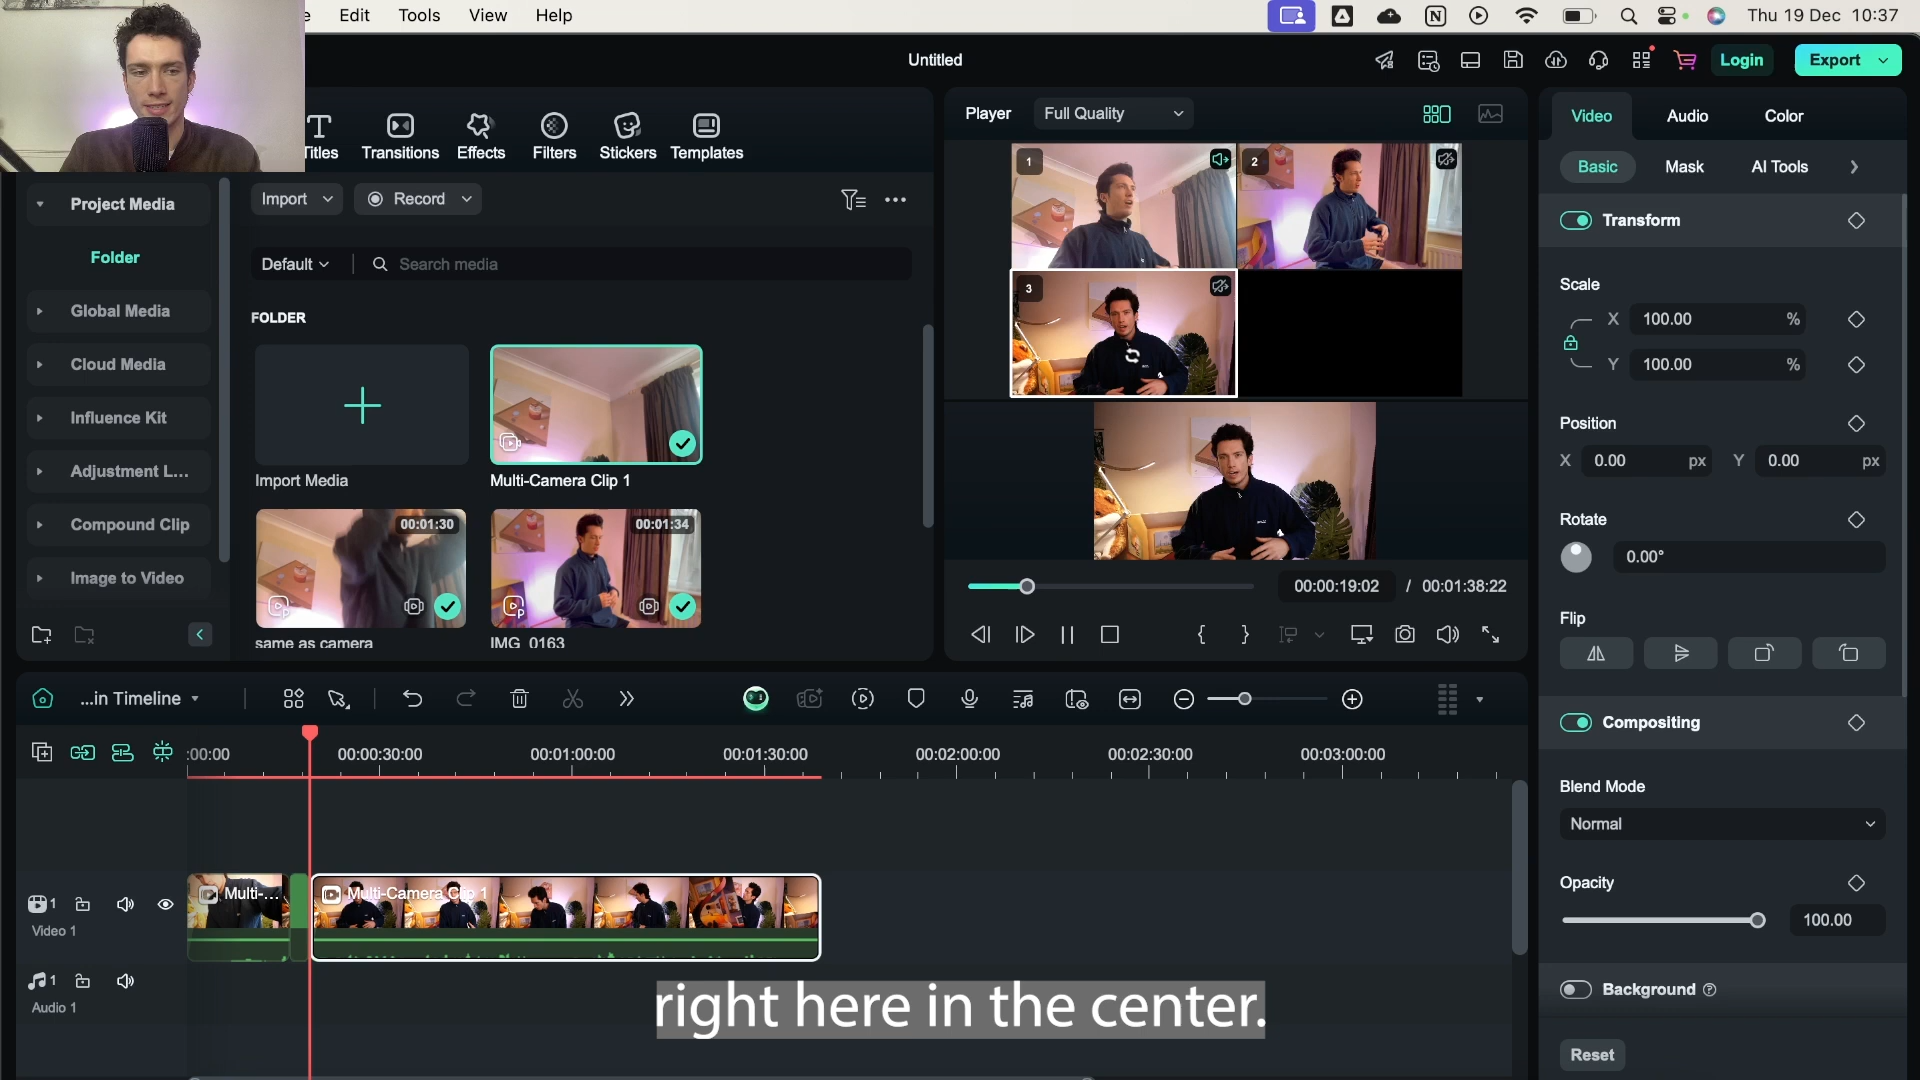 Edit Tools View Help
Thu 19 Dec 10:37
Untitled
Login
Export
Titles
Transitions
Effects
Filters
Stickers
Templates
Player
Full Quality
Video
Audio
Color
Project Media
Import
Record
Basic
Mask
AI Tools
Folder
Default
Search media
Transform
Global Media
FOLDER
Scale
X 100.00 %
Cloud Media
Y 100.00 %
Influence Kit
Adjustment L...
Import Media
Multi-Camera Clip 1
Position
X 0.00 px
Y 0.00 px
Compound Clip
00:01:30
00:01:34
Rotate
0.00°
Image to Video
same as camera
IMG_0163
1
2
3
00:00:19:02 / 00:01:38:22
Flip
...in Timeline
Compositing
:00:00
00:00:30:00
00:01:00:00
00:01:30:00
00:02:00:00
00:02:30:00
00:03:00:00
Blend Mode
Normal
Opacity
100.00
1
Video 1
Multi-...
Multi-Camera Clip 1
1
Audio 1
Background
right here in the center.
Reset